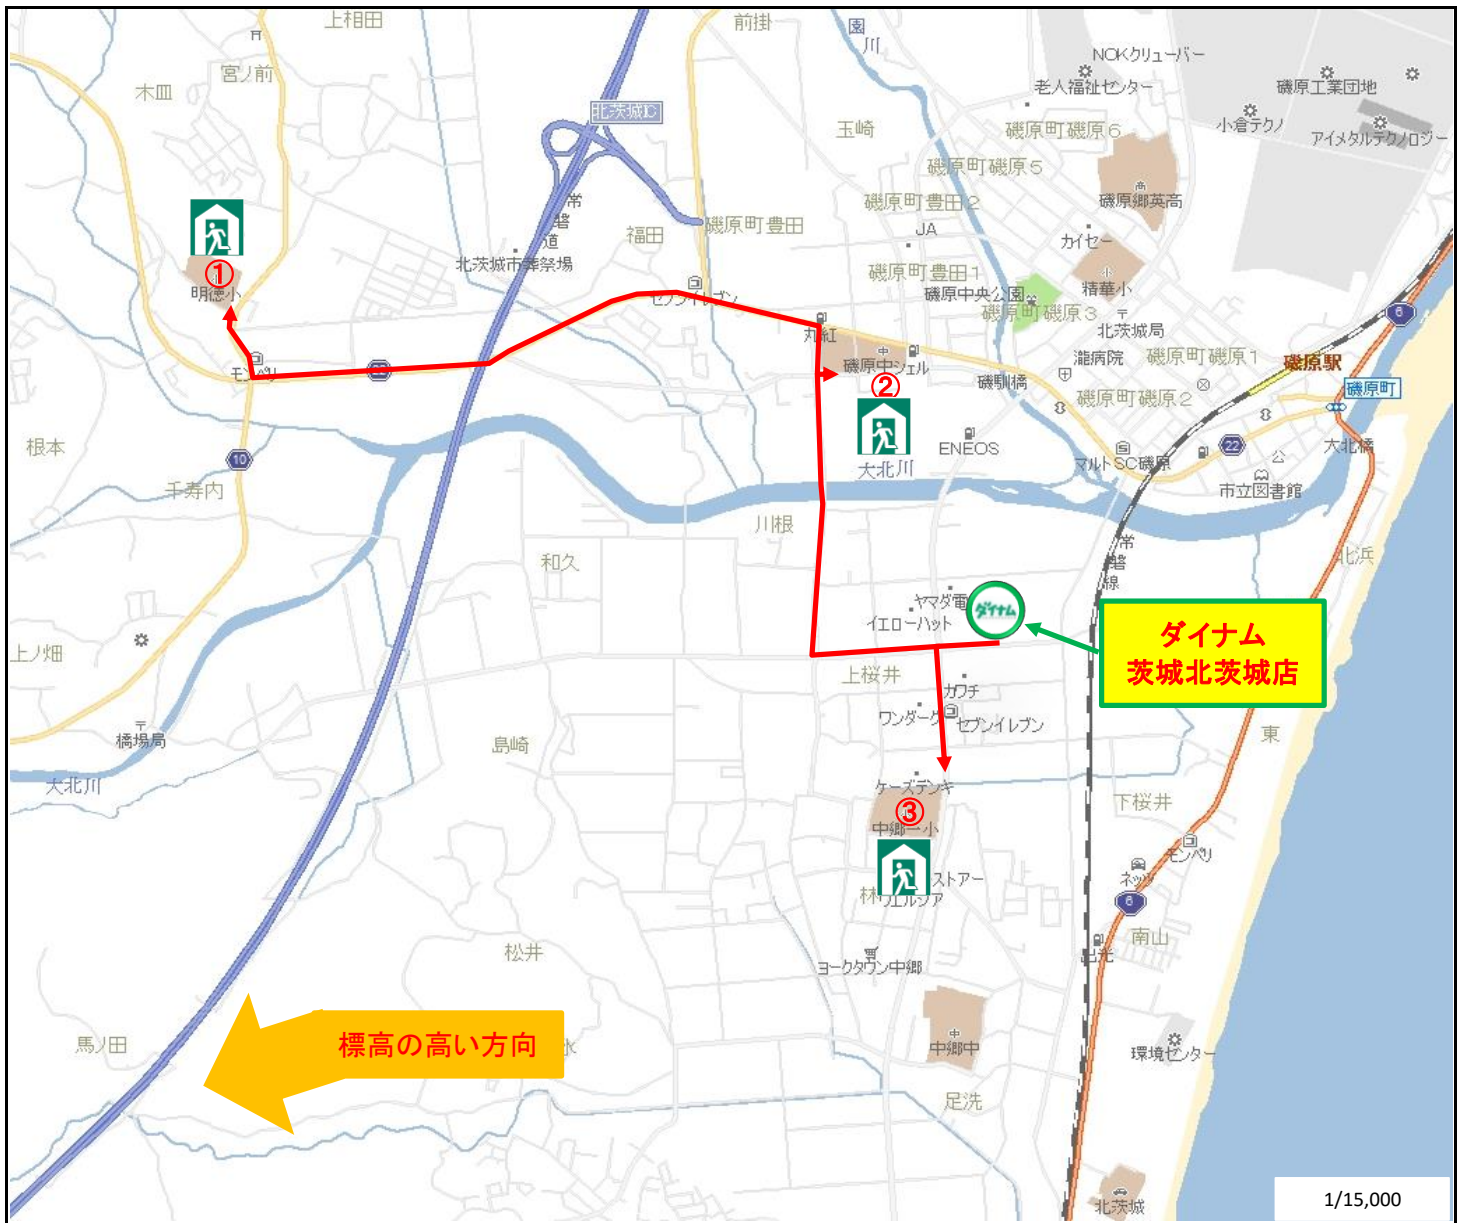 上相田
前掛
園
川
NOKクリューバー
老人福祉センター
磯原工業団地
小倉テクノ
アイメタルテクノロジー
宮ノ前
木皿
北茨城IC
玉崎
磯原町磯原6
磯原町磯原5
磯原郷英高
磯原町豊田2
常
磐
道
福田
磯原町豊田
JA
カイセー
北茨城市葬祭場
①
明徳小
セブンイレブン
磯原町豊田1
磯原中央公園
精華小
磯原町磯原3
北茨城局
6
丸紅
モンペリ
磯原中
シェル
瀧病院
磯原町磯原1
磯原駅
磯馴橋
②
磯原町磯原2
磯原町
根本
10
ENEOS
大北川
マルトSC磯原
22
公
大北橋
千寿内
市立図書館
川根
和久
常
磐
線
北浜
ヤマダ電
イエローハット
ダイナム
ダイナム
茨城北茨城店
上ノ畑
上桜井
カワチ
ワンダーグ
セブンイレブン
橋場局
島崎
東
大北川
ケーズデンキ
③
中郷一小
下桜井
モンペリ
ネッツ
ストアー
林
ウエルシア
6
南山
出光
松井
ヨークタウン中郷
標高の高い方向
水
馬ノ田
中郷中
環境センター
足洗
北茨城
1/15,000